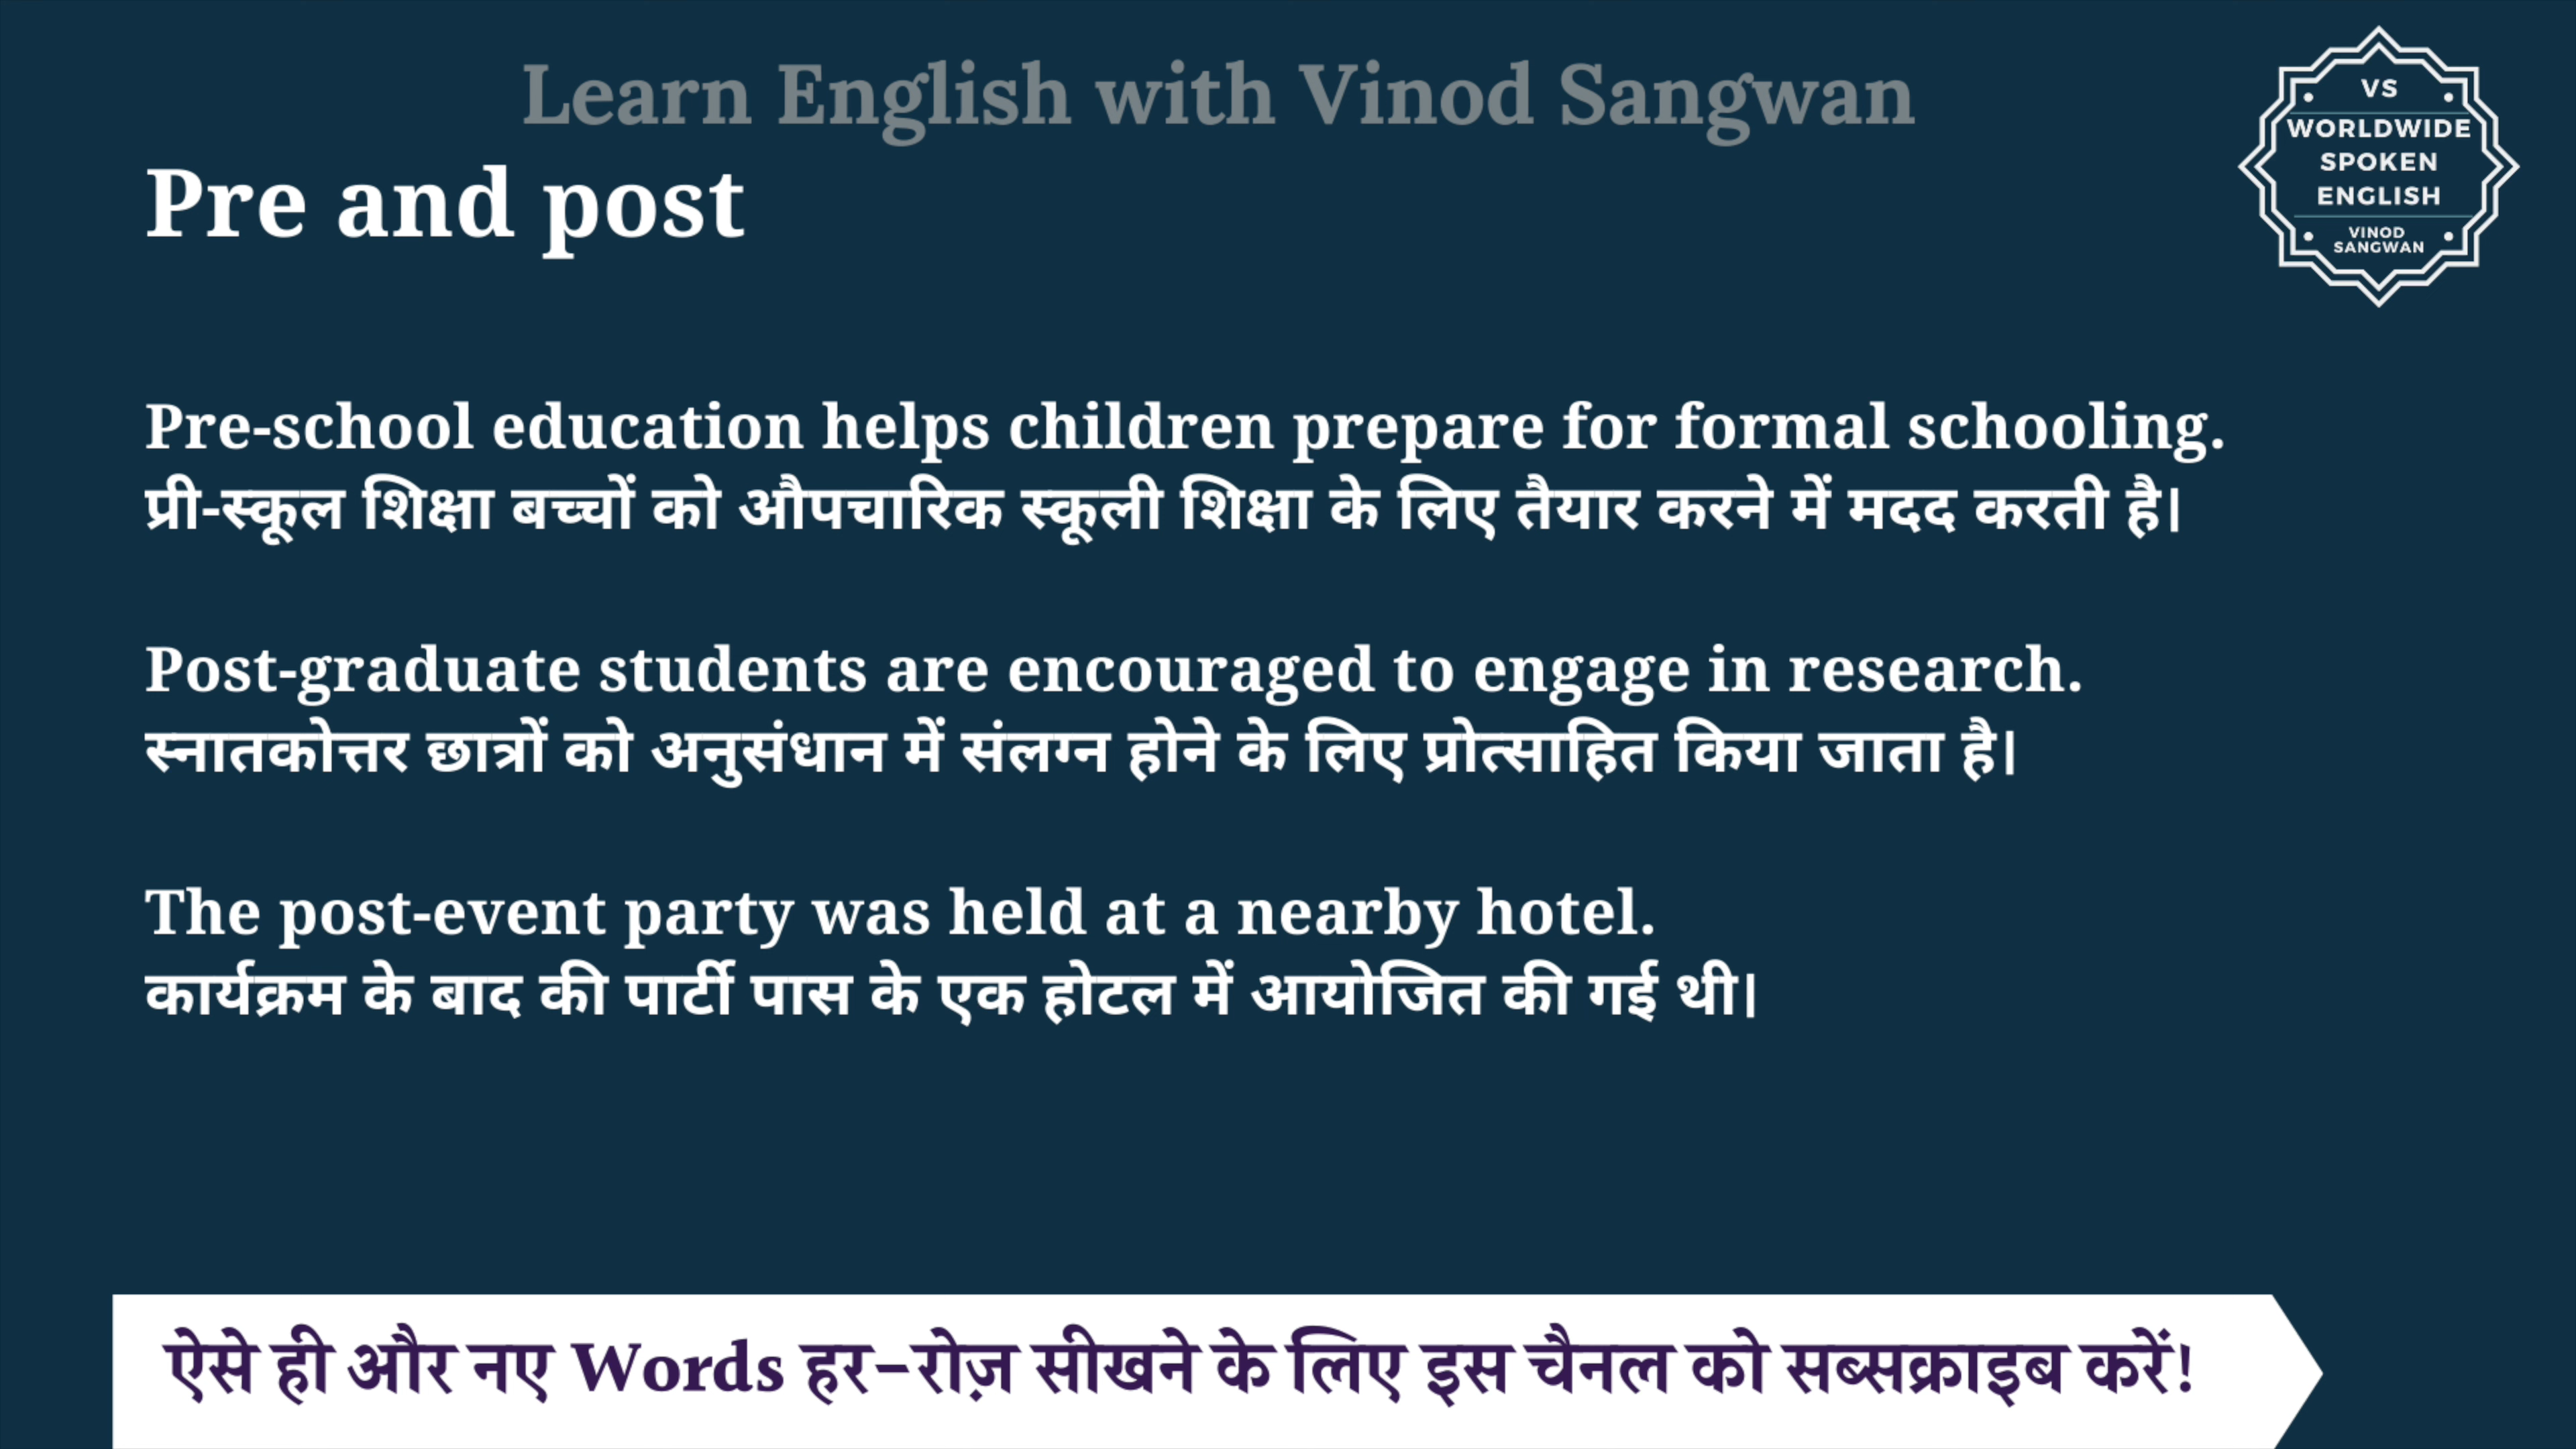 Learn English with Vinod Sangwan
VS
WORLDWIDE
SPOKEN
ENGLISH
VINOD
SANGWAN
Pre and post
Pre-school education helps children prepare for formal schooling.
प्री-स्कूल शिक्षा बच्चों को औपचारिक स्कूली शिक्षा के लिए तैयार करने में मदद करती है।
Post-graduate students are encouraged to engage in research.
स्नातकोत्तर छात्रों को अनुसंधान में संलग्न होने के लिए प्रोत्साहित किया जाता है।
The post-event party was held at a nearby hotel.
कार्यक्रम के बाद की पार्टी पास के एक होटल में आयोजित की गई थी।
ऐसे ही और नए Words हर-रोज़ सीखने के लिए इस चैनल को सब्सक्राइब करें!